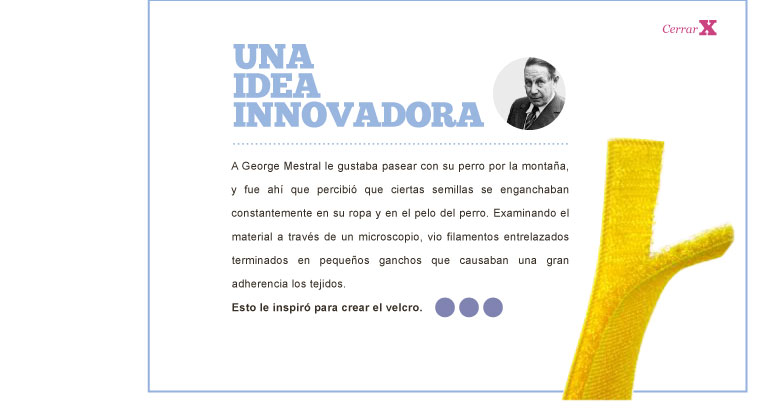 Cerrar X
UNA
IDEA
INNOVADORA
A George Mestral le gustaba pasear con su perro por la montaña,
y fue ahí que percibió que ciertas semillas se enganchaban
constantemente en su ropa y en el pelo del perro. Examinando el
material a través de un microscopio, vio filamentos entrelazados
terminados en pequeños ganchos que causaban una gran
adherencia los tejidos.
Esto le inspiró para crear el velcro.